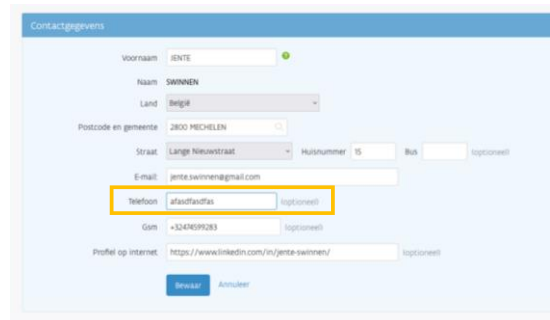 Contactgegevens
Voornaam JENTE
Naam SWINNEN
Land België
Postcode en gemeente 2800 MECHELEN
Straat Lange Nieuwstraat Huisnummer 15 Bus (optioneel)
E-mail jente.swinnen@gmail.com
Telefoon afasdfasdfas (optioneel)
Gsm +32474599283 (optioneel)
Profiel op internet https://www.linkedin.com/in/jente-swinnen/ (optioneel)
Bewaar Annuleer